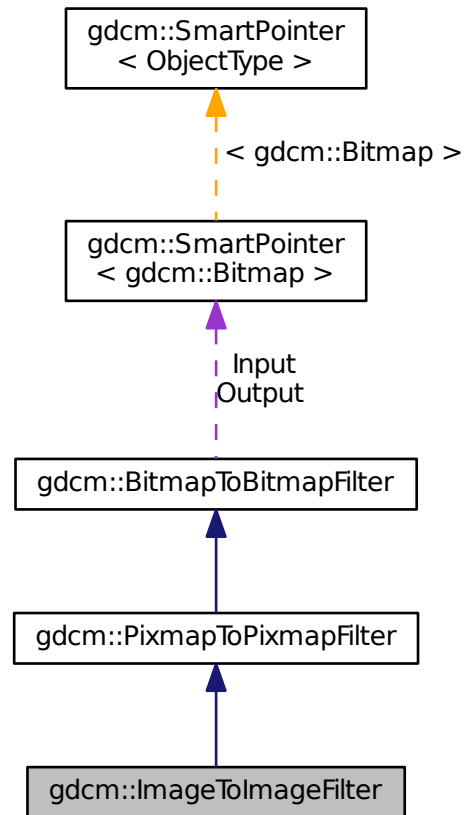 gdcm::SmartPointer
< ObjectType >
< gdcm::Bitmap >
gdcm::SmartPointer
< gdcm::Bitmap >
Input
Output
gdcm::BitmapToBitmapFilter
gdcm::PixmapToPixmapFilter
gdcm::ImageToImageFilter